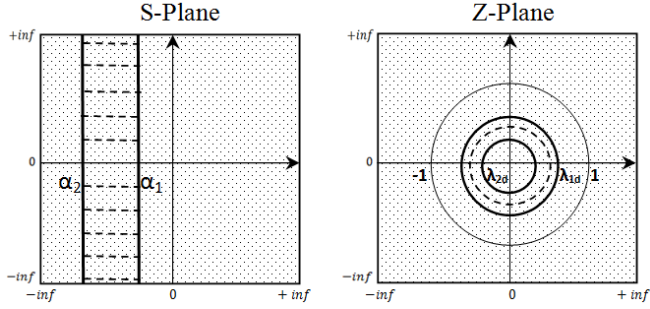 S-Plane
Z-Plane
+inf
+inf
0
0
α2
α1
-1
λ2d
λ1d
1
−inf
−inf
−inf
0
+ inf
−inf
0
+ inf